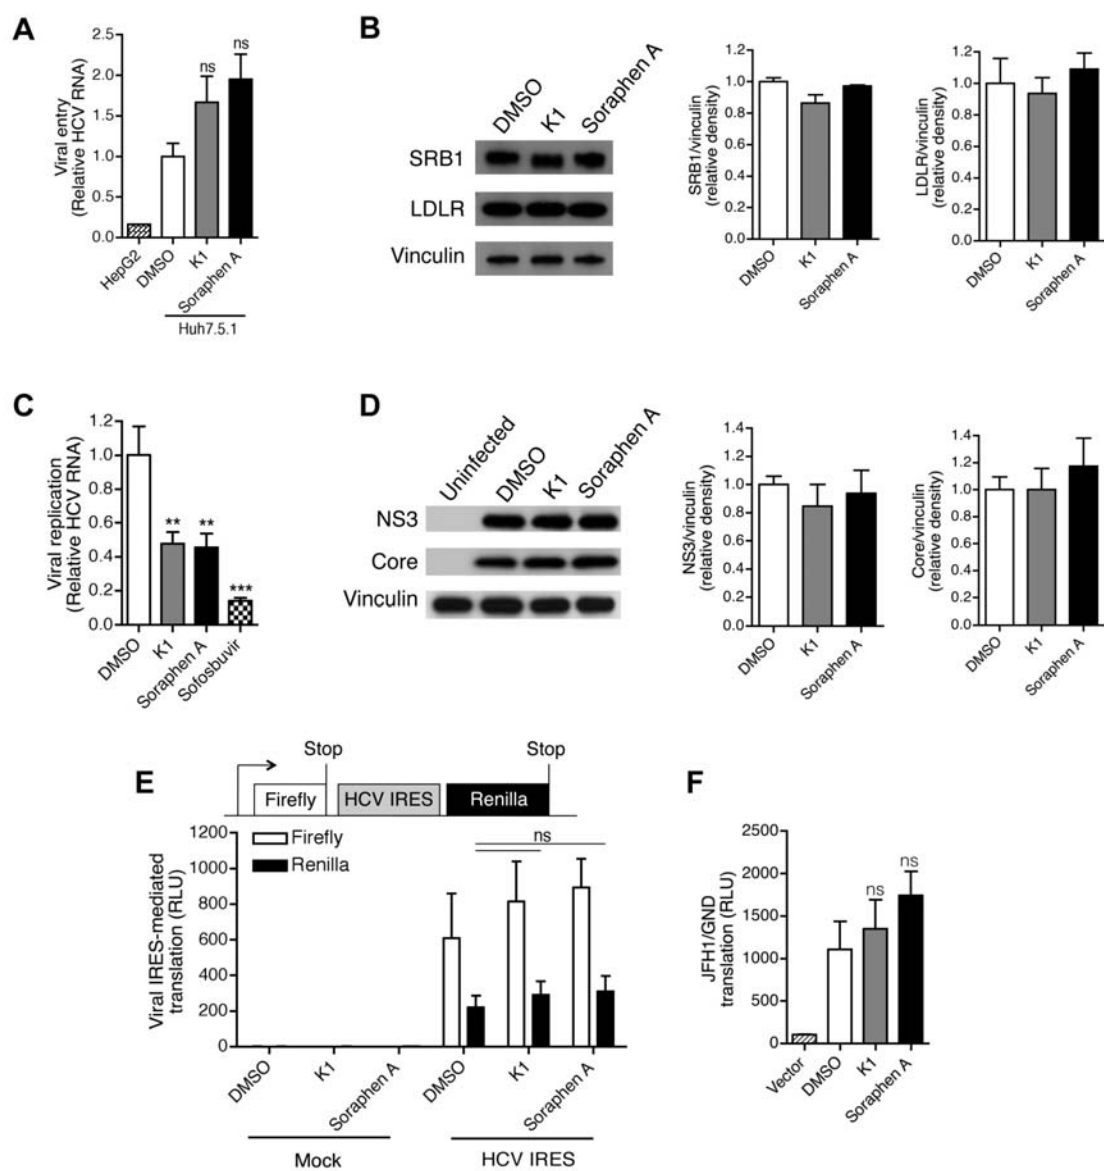 A
Viral entry
(Relative HCV RNA)
2.5
2.0
1.5
1.0
0.5
0.0
ns
ns
HepG2
DMSO
K1
Soraphen A
Huh7.5.1
B
DMSO
K1
Soraphen A
SRB1
LDLR
Vinculin
SRB1/vinculin
(relative density)
1.2
1.0
0.8
0.6
0.4
0.2
0.0
DMSO
K1
Soraphen A
LDLR/vinculin
(relative density)
1.2
1.0
0.8
0.6
0.4
0.2
0.0
DMSO
K1
Soraphen A
C
Viral replication
(Relative HCV RNA)
1.2
1.0
0.8
0.6
0.4
0.2
0.0
**
**
***
DMSO
K1
Soraphen A
Sofosbuvir
D
Uninfected
DMSO
K1
Soraphen A
NS3
Core
Vinculin
NS3/vinculin
(relative density)
1.4
1.2
1.0
0.8
0.6
0.4
0.2
0.0
DMSO
K1
Soraphen A
Core/vinculin
(relative density)
1.4
1.2
1.0
0.8
0.6
0.4
0.2
0.0
DMSO
K1
Soraphen A
E
Stop
Stop
Firefly
HCV IRES
Renilla
Viral IRES-mediated
translation (RLU)
1200
1000
800
600
400
200
0
Firefly
Renilla
ns
DMSO
K1
Soraphen A
DMSO
K1
Soraphen A
Mock
HCV IRES
F
JFH1/GND
translation (RLU)
2500
2000
1500
1000
500
0
ns
ns
Vector
DMSO
K1
Soraphen A